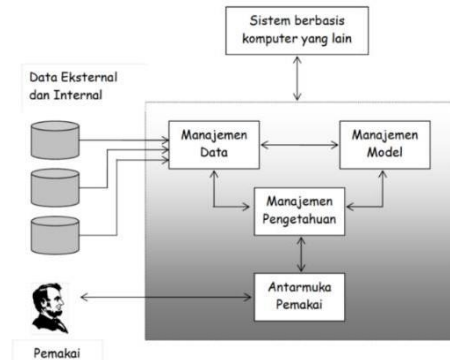 Sistem berbasis
komputer yang lain
Data Eksternal
dan Internal
Manajemen
Data
Manajemen
Model
Manajemen
Pengetahuan
Antarmuka
Pemakai
Pemakai